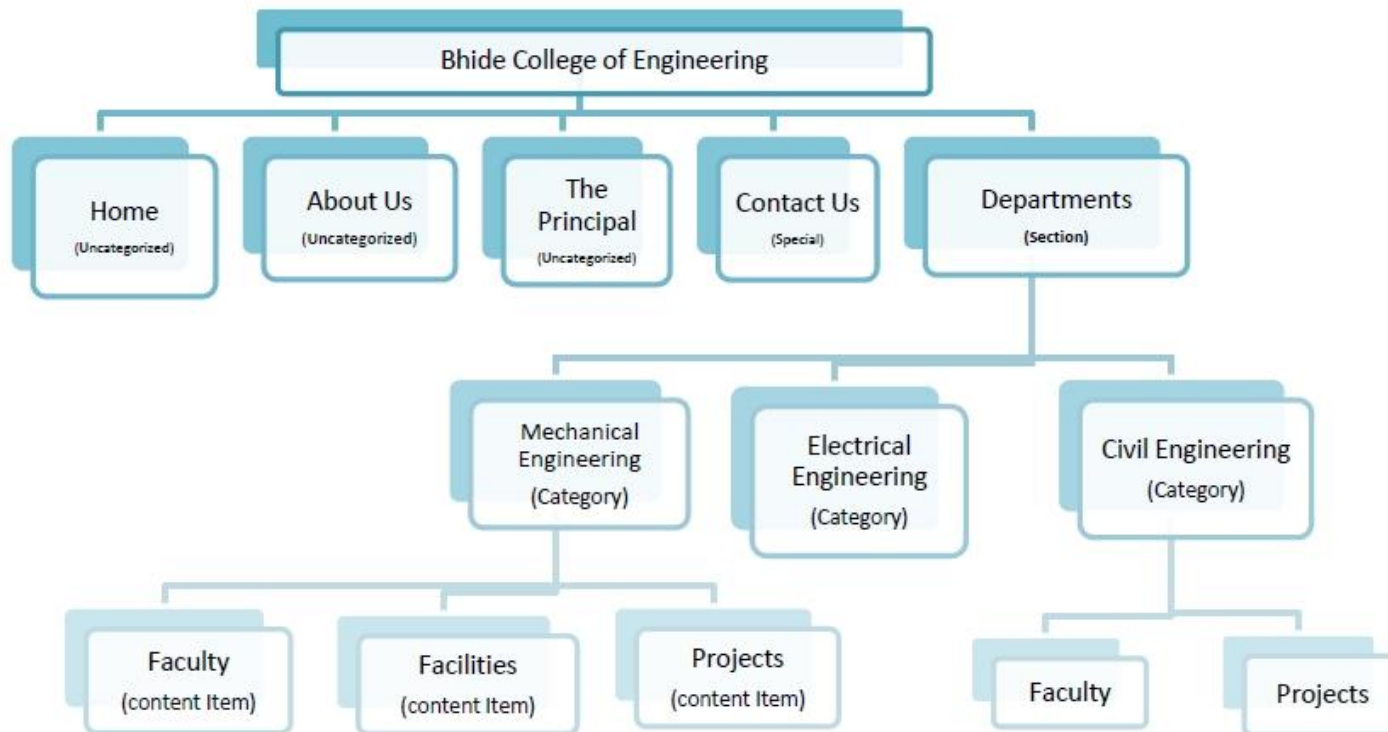 Bhide College of Engineering
Home
(Uncategorized)
About Us
(Uncategorized)
The
Principal
(Uncategorized)
Contact Us
(Special)
Departments
(Section)
Mechanical
Engineering
(Category)
Electrical
Engineering
(Category)
Civil Engineering
(Category)
Faculty
(content Item)
Facilities
(content Item)
Projects
(content Item)
Faculty
Projects